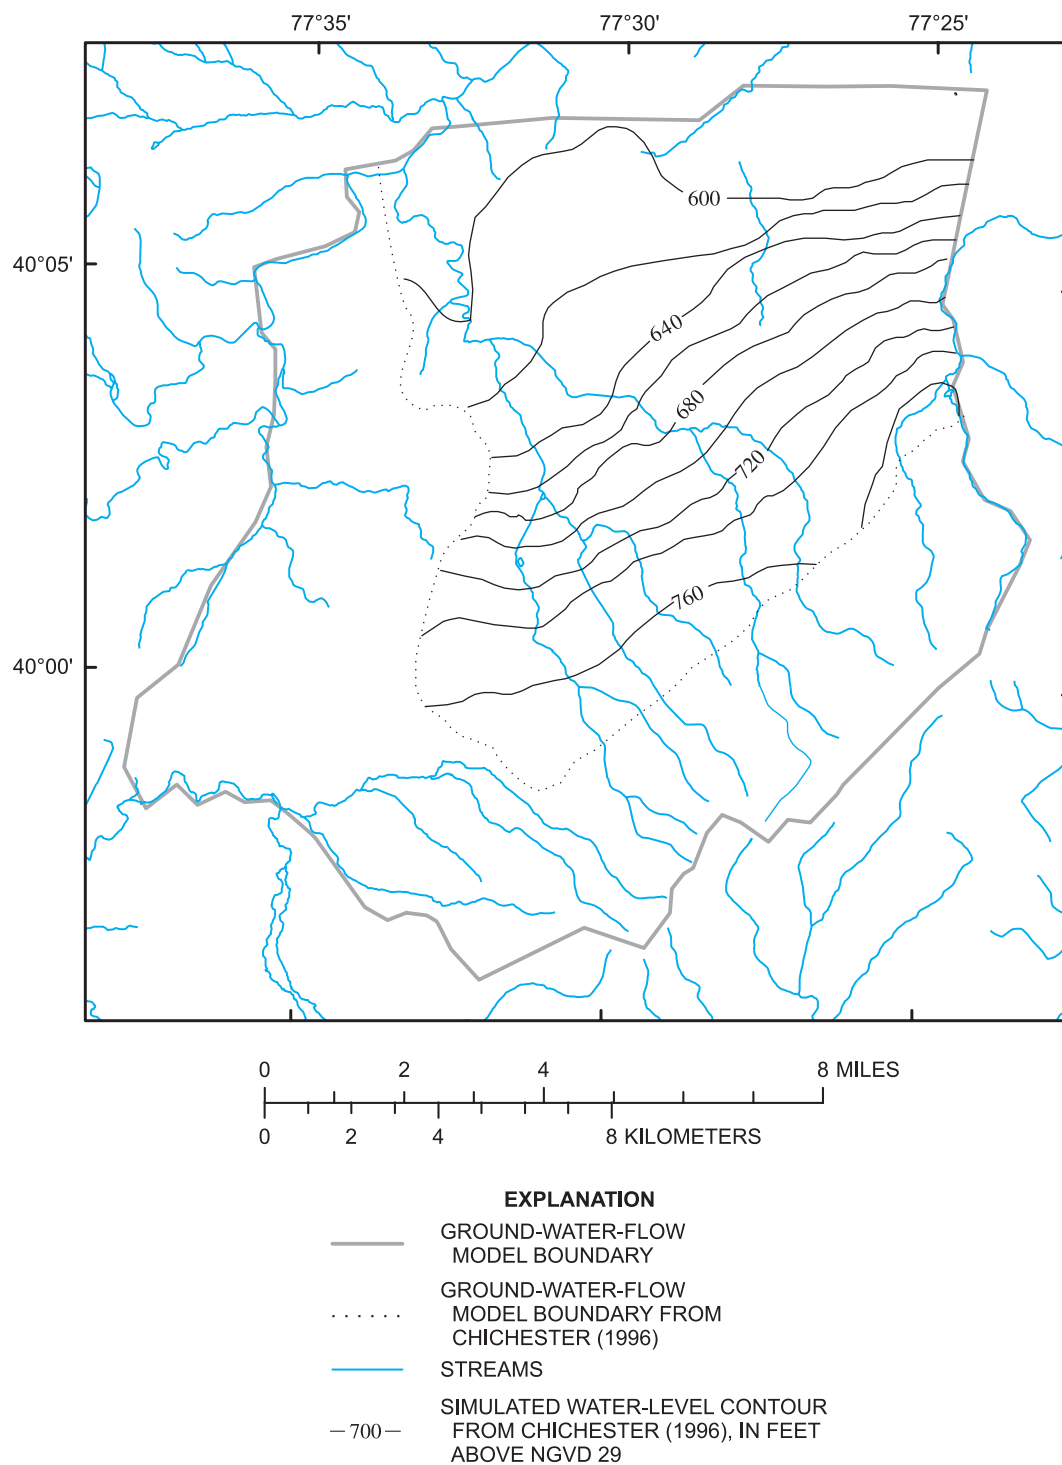 77°35' 77°30' 77°25'
600
40°05'
640
680
720
760
40°00'
0 2 4 8 MILES
0 2 4 8 KILOMETERS
EXPLANATION
GROUND-WATER-FLOW
MODEL BOUNDARY
GROUND-WATER-FLOW
MODEL BOUNDARY FROM
CHICHESTER (1996)
STREAMS
SIMULATED WATER-LEVEL CONTOUR
700 FROM CHICHESTER (1996), IN FEET
ABOVE NGVD 29